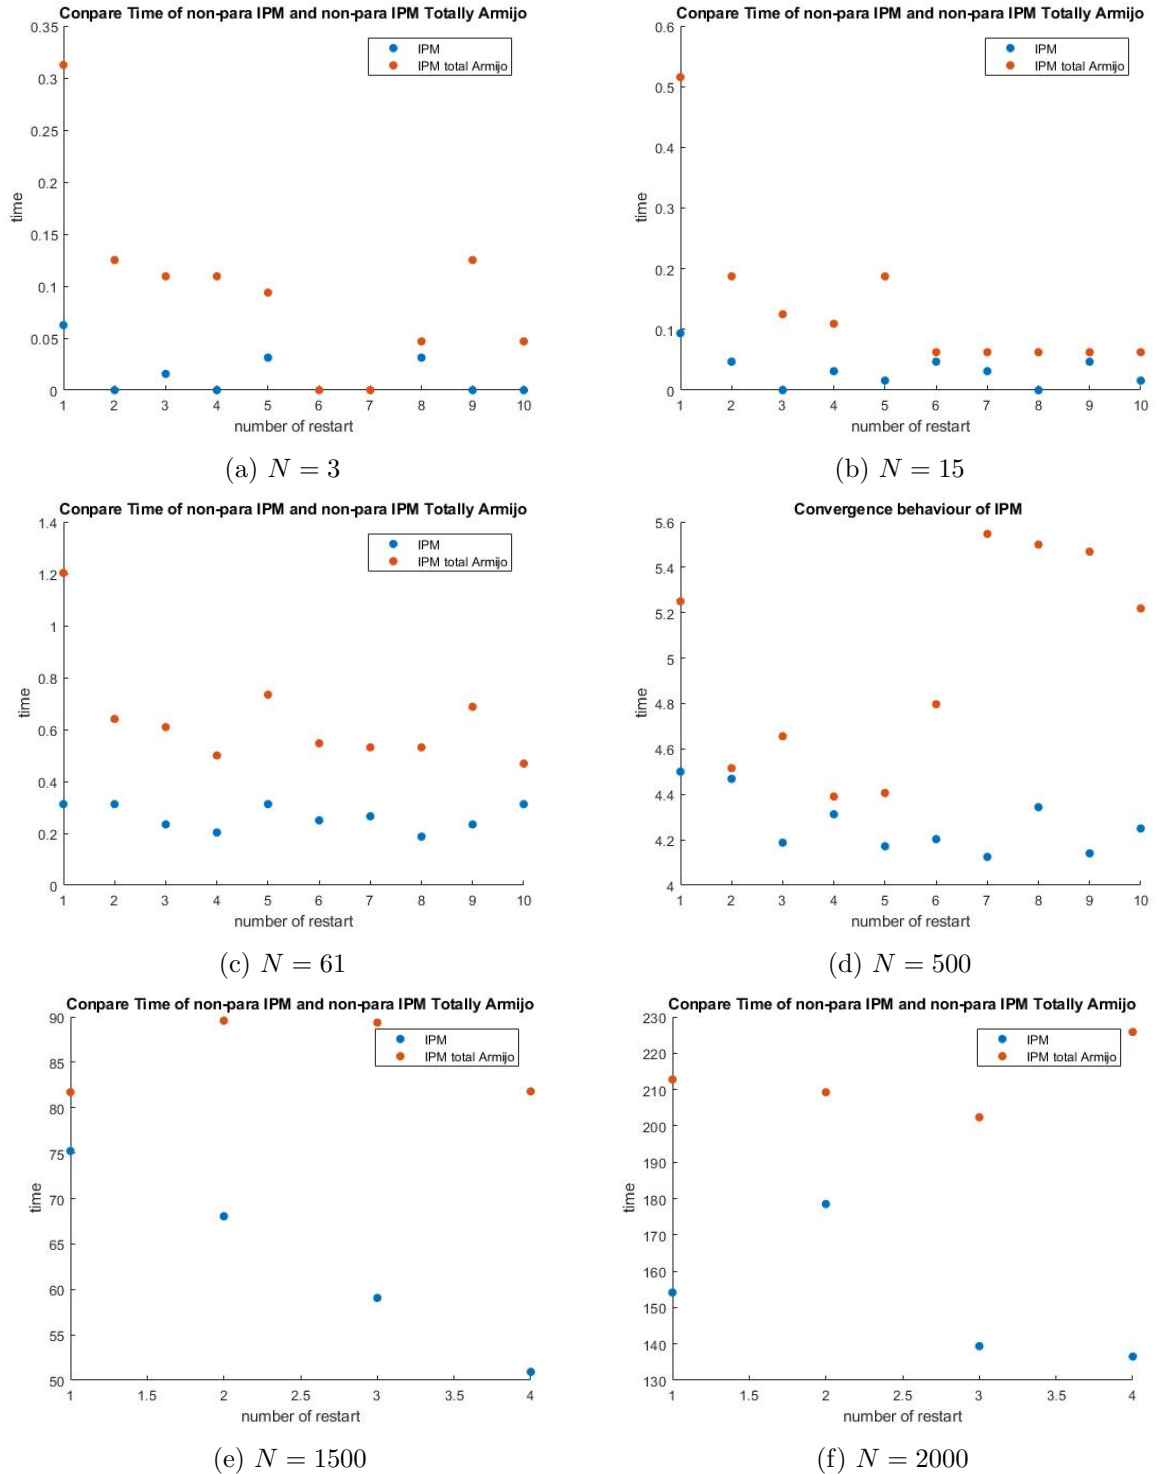 Conpare Time of non-para IPM and non-para IPM Totally Armijo
IPM
IPM total Armijo
0.35
0.3
0.25
0.2
0.15
0.1
0.05
0
time
1 2 3 4 5 6 7 8 9 10
number of restart
(a) N = 3
Conpare Time of non-para IPM and non-para IPM Totally Armijo
IPM
IPM total Armijo
0.6
0.5
0.4
0.3
0.2
0.1
0
time
1 2 3 4 5 6 7 8 9 10
number of restart
(b) N = 15
Conpare Time of non-para IPM and non-para IPM Totally Armijo
IPM
IPM total Armijo
1.4
1.2
1
0.8
0.6
0.4
0.2
0
time
1 2 3 4 5 6 7 8 9 10
number of restart
(c) N = 61
Convergence behaviour of IPM
5.6
5.4
5.2
5
4.8
4.6
4.4
4.2
4
time
1 2 3 4 5 6 7 8 9 10
number of restart
(d) N = 500
Conpare Time of non-para IPM and non-para IPM Totally Armijo
IPM
IPM total Armijo
90
85
80
75
70
65
60
55
50
time
1 1.5 2 2.5 3 3.5 4
number of restart
(e) N = 1500
Conpare Time of non-para IPM and non-para IPM Totally Armijo
IPM
IPM total Armijo
230
220
210
200
190
180
170
160
150
140
130
time
1 1.5 2 2.5 3 3.5 4
number of restart
(f) N = 2000